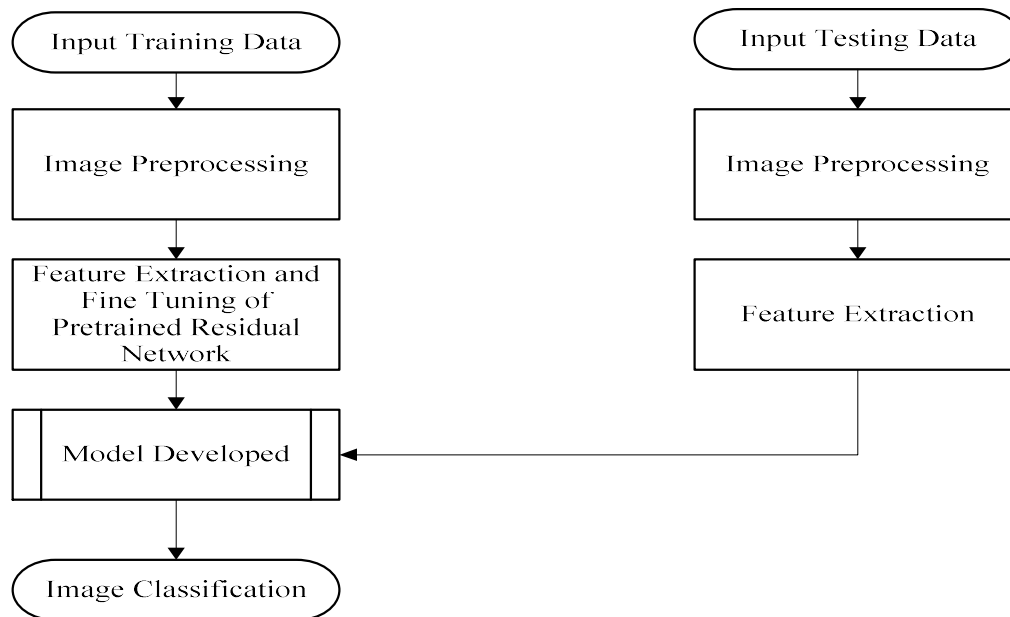 Input Training Data
Image Preprocessing
Feature Extraction and
Fine Tuning of
Pretrained Residual
Network
Model Developed
Image Classification
Input Testing Data
Image Preprocessing
Feature Extraction